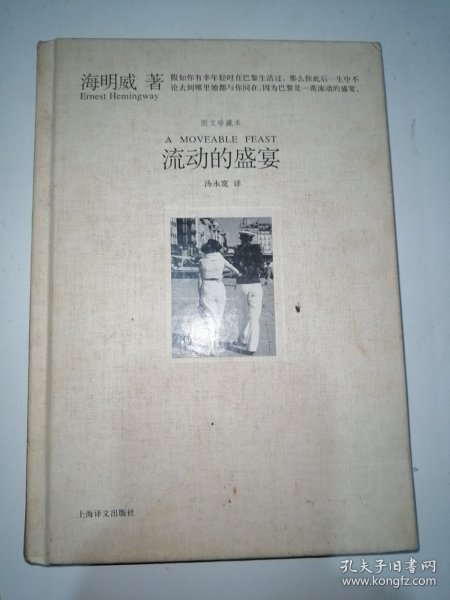 海明威 著
Ernest Hemingway
假如你有幸年轻时在巴黎生活过，那么你此后一生中不
论去到哪里她都与你同在，因为巴黎是一席流动的盛宴。
图文珍藏本
A MOVEABLE FEAST
流动的盛宴
汤永宽 译
上海译文出版社
孔夫子旧书网
www.kongfz.com